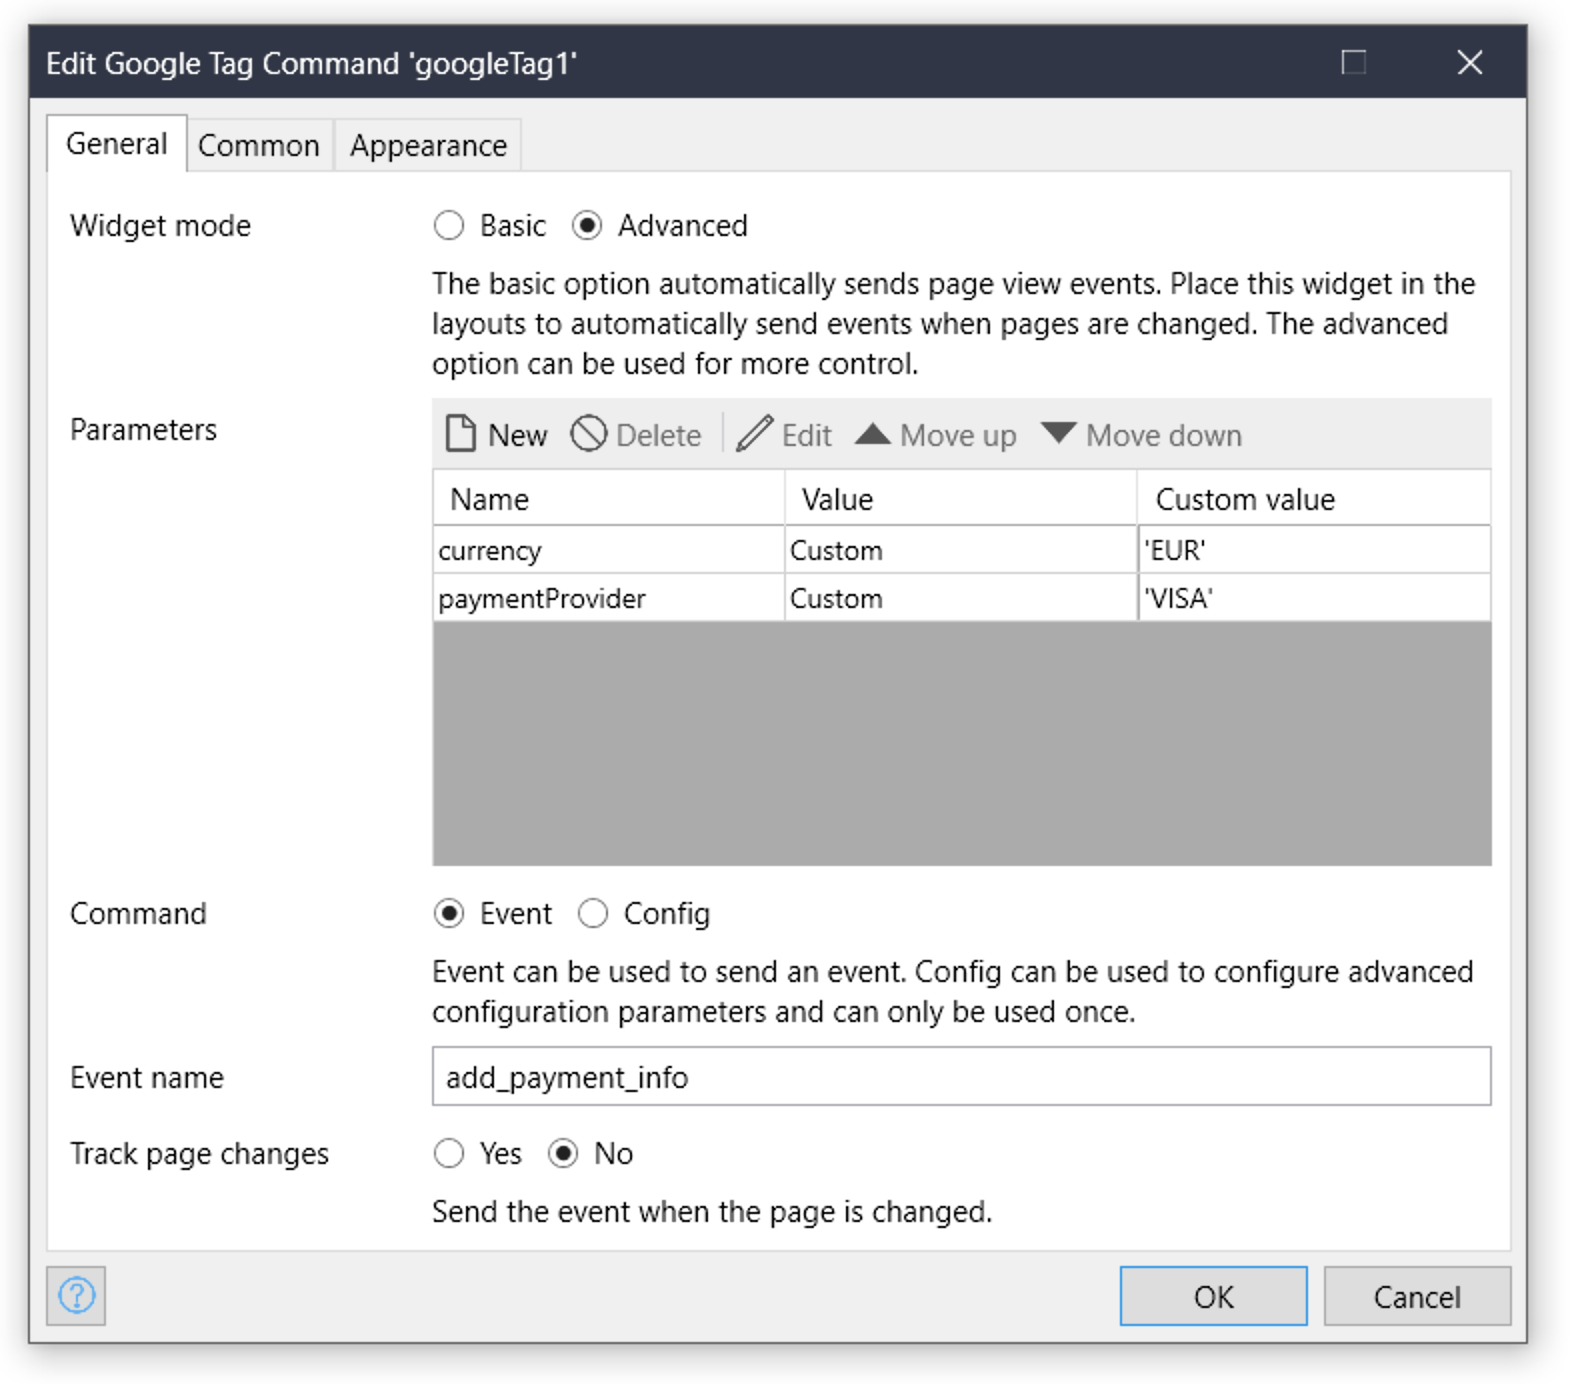 Edit Google Tag Command 'googleTag1'
General Common Appearance
Widget mode Basic Advanced
The basic option automatically sends page view events. Place this widget in the
layouts to automatically send events when pages are changed. The advanced
option can be used for more control.
Parameters New Delete Edit Move up Move down
Name Value Custom value
currency Custom 'EUR'
paymentProvider Custom 'VISA'
Command Event Config
Event can be used to send an event. Config can be used to configure advanced
configuration parameters and can only be used once.
Event name add_payment_info
Track page changes Yes No
Send the event when the page is changed.
? OK Cancel